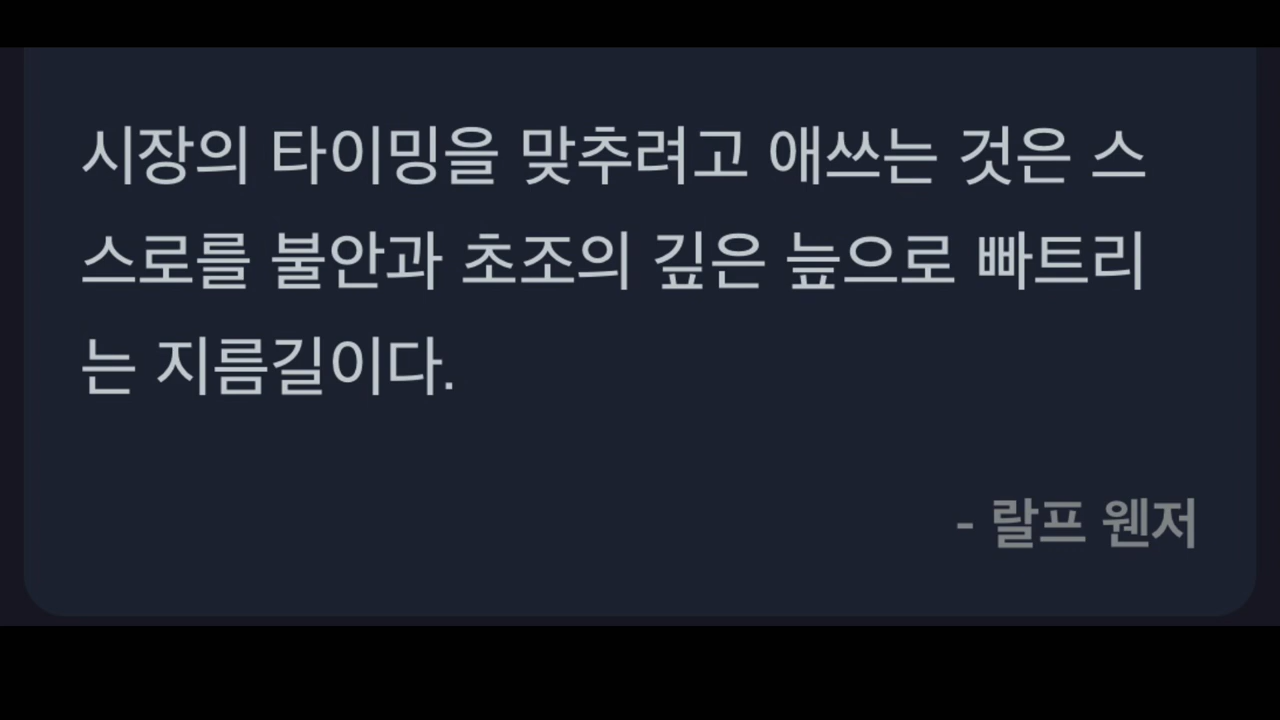 시장의 타이밍을 맞추려고 애쓰는 것은 스
스로를 불안과 초조의 깊은 늪으로 빠트리
는 지름길이다.
- 랄프 웬저